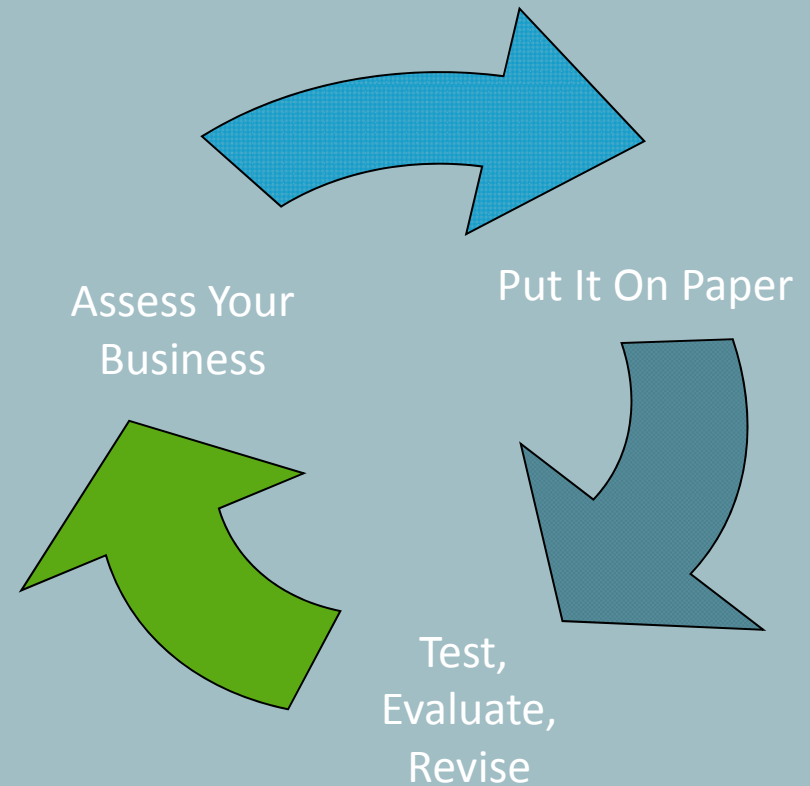 Assess Your
Business
Put It On Paper
Test,
Evaluate,
Revise